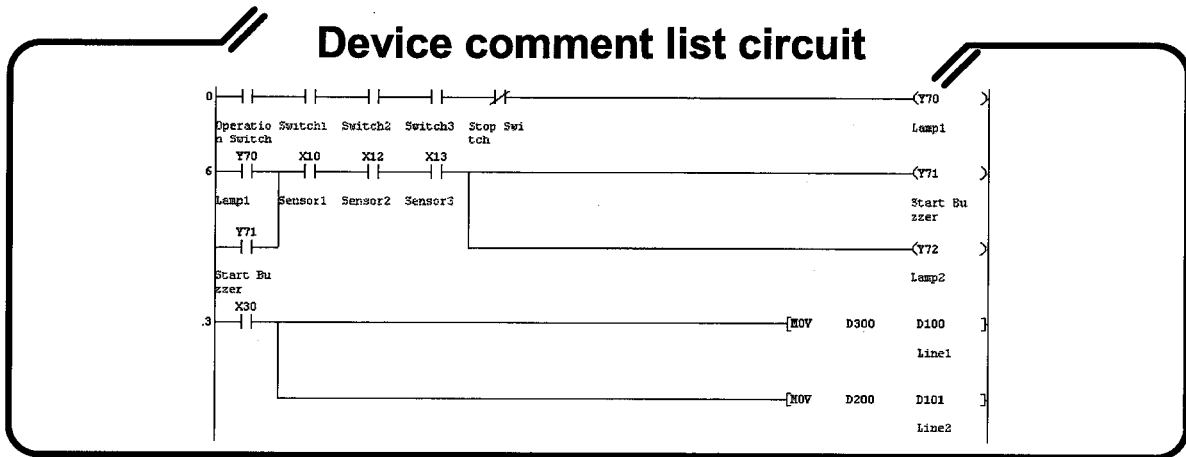 Device comment list circuit
0 (Y70 )
Operatio Switch1 Switch2 Switch3 Stop Swi Lamp1
n Switch tch
Y70 X10 X12 X13
6 (Y71 )
Lamp1 Sensor1 Sensor2 Sensor3 Start Bu
zzer
Y71
(Y72 )
Start Bu Lamp2
zzer
X30
.3 [MOV D300 D100 ]
Line1
[MOV D200 D101 ]
Line2